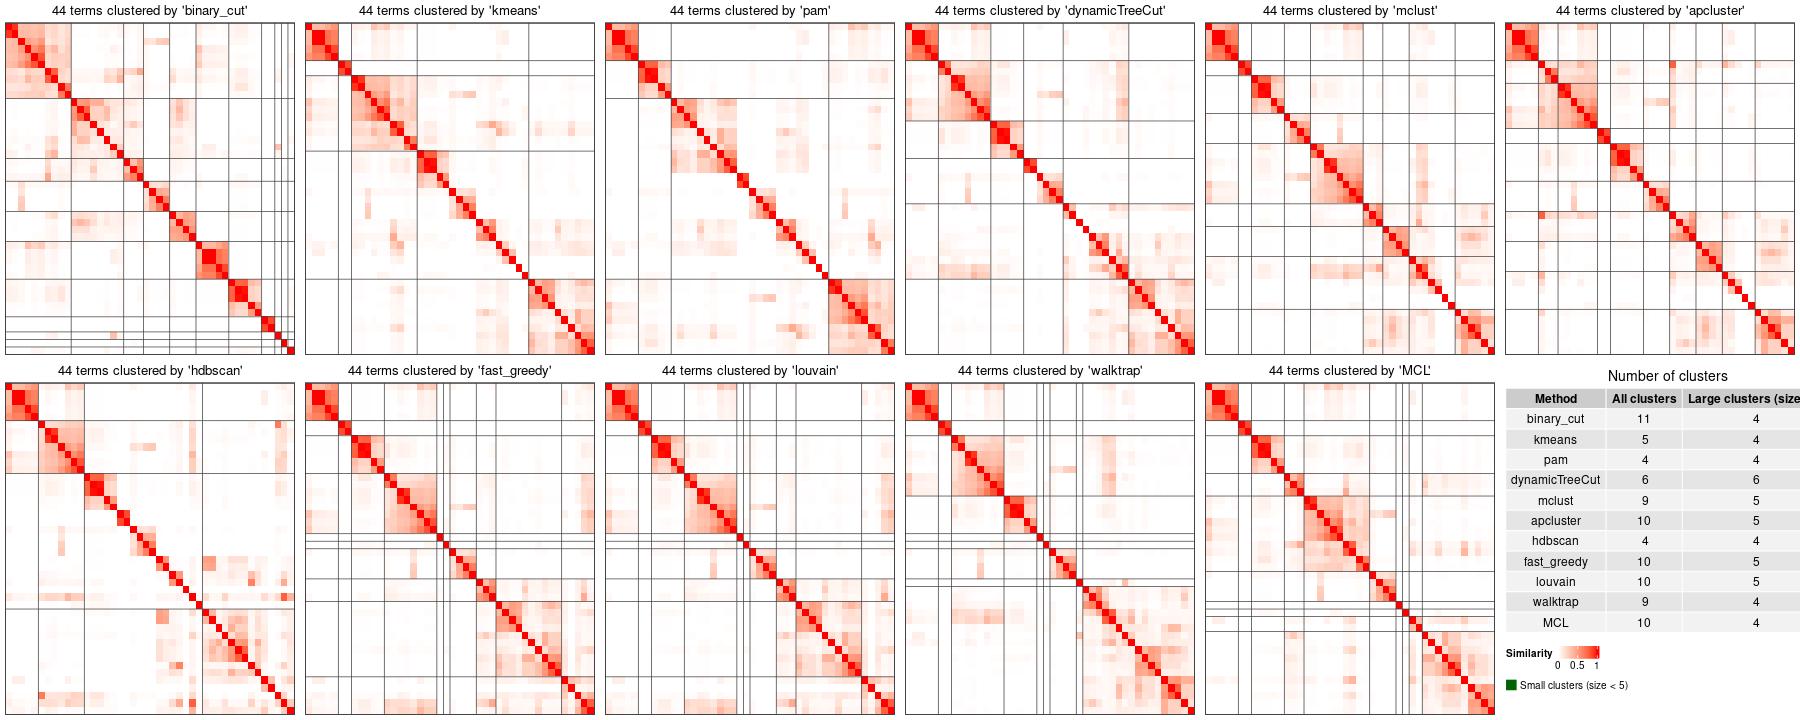 44 terms clustered by 'binary_cut'
44 terms clustered by 'kmeans'
44 terms clustered by 'pam'
44 terms clustered by 'dynamicTreeCut'
44 terms clustered by 'mclust'
44 terms clustered by 'apcluster'
44 terms clustered by 'hdbscan'
44 terms clustered by 'fast_greedy'
44 terms clustered by 'louvain'
44 terms clustered by 'walktrap'
44 terms clustered by 'MCL'
Number of clusters
Method All clusters Large clusters (size
binary_cut 11 4
kmeans 5 4
pam 4 4
dynamicTreeCut 6 6
mclust 9 5
apcluster 10 5
hdbscan 4 4
fast_greedy 10 5
louvain 10 5
walktrap 9 4
MCL 10 4
Similarity
0 0.5 1
Small clusters (size < 5)